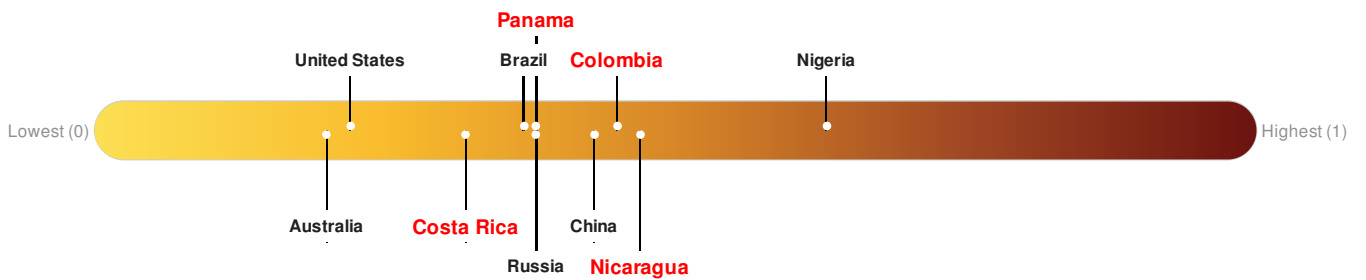 Panama
United States
Brazil
Colombia
Nigeria
Lowest (0)
Highest (1)
Australia
Costa Rica
China
Russia
Nicaragua